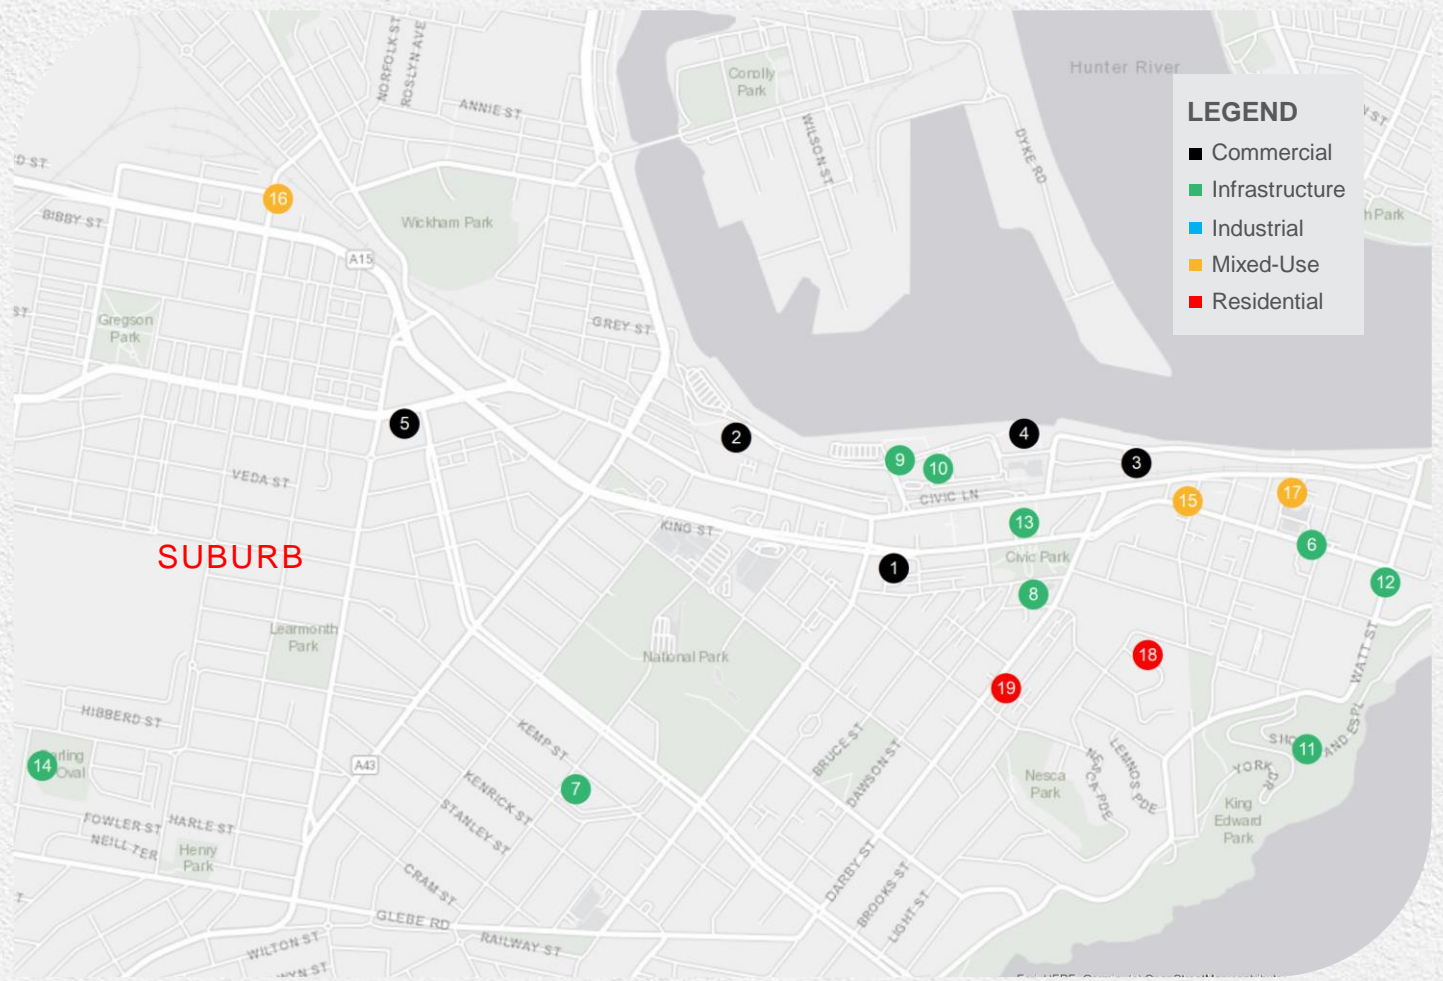 NORFOLK ST
ROSLYN AVE
ANNIE ST
Conolly
Park
WILSON ST
DYKE RD
Hunter River
LEGEND
Commercial
Infrastructure
Industrial
Mixed-Use
Residential
16
BIBBY ST
Wickham Park
A15
Gregson
Park
GREY ST
5
2
4
3
9
10
CIVIC LN
15
17
VEDA ST
KING ST
13
Civic Park
6
SUBURB
1
8
12
Learmonth
Park
National Park
18
19
WATT ST
HIBBERD ST
KEMP ST
BRUCE ST
DAWSON ST
NESCA PDE
LEMNOS PDE
11
AND ESPL
YORK DR
14
Oval
A43
KENRICK ST
7
STANLEY ST
Nesca
Park
King
Edward
Park
FOWLER ST
HARLE ST
NEILL TER
Henry
Park
CRAM ST
DARBY ST
BROOKS ST
LIGHT ST
GLEBE RD
RAILWAY ST
WILTON ST